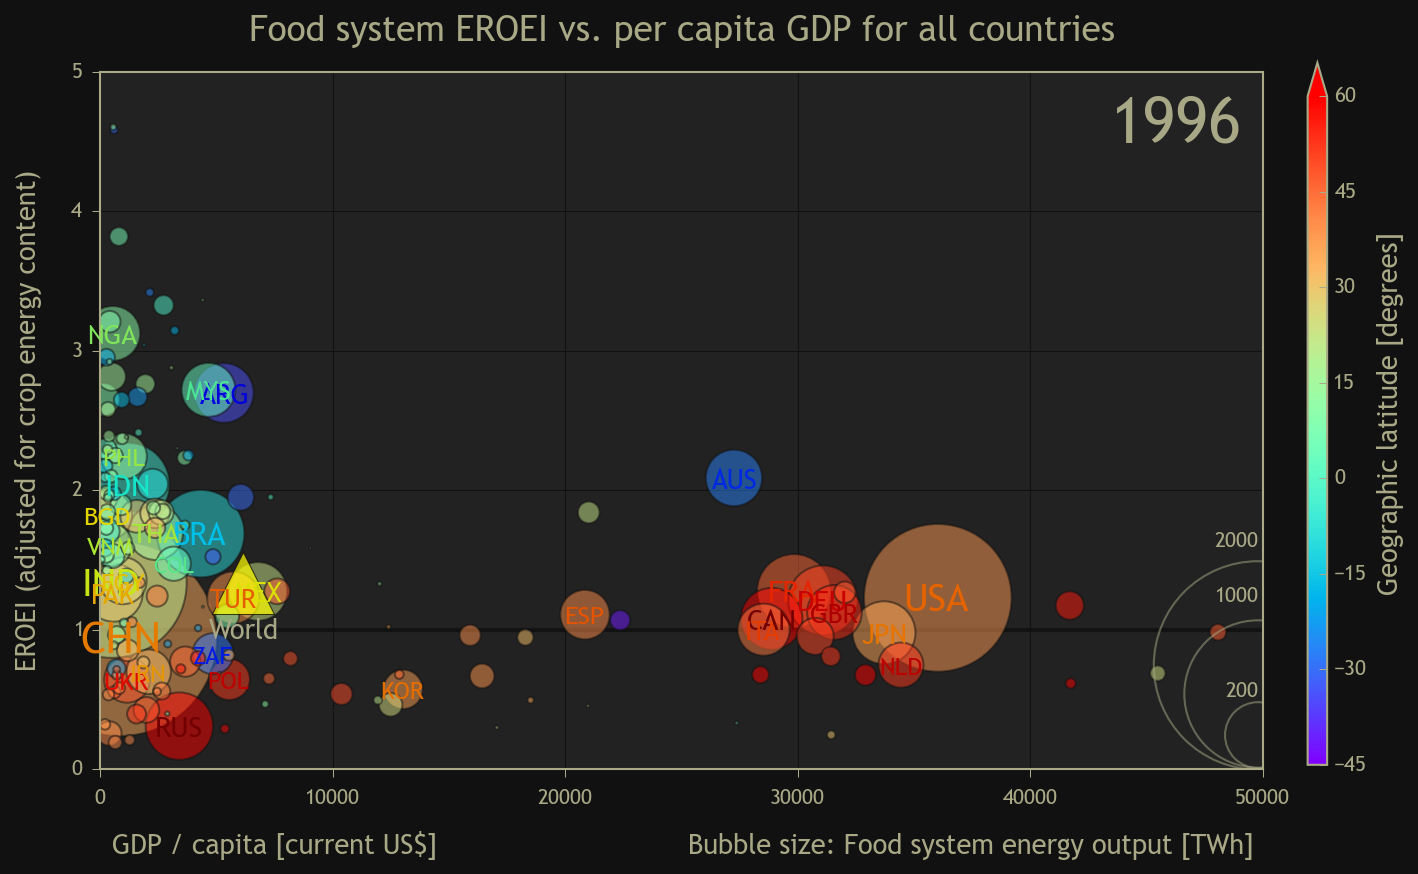 Food system EROEI vs. per capita GDP for all countries
1996
EROEI (adjusted for crop energy content)
5
4
3
2
1
0
0
10000
20000
30000
40000
50000
GDP / capita [current US$]
Bubble size: Food system energy output [TWh]
Geographic latitude [degrees]
60
45
30
15
0
−15
−30
−45
2000
1000
200
NGA
MYS
ARG
PHL
IDN
AUS
BGD
THA
BRA
VNM
IND
PAK
TUR
MEX
World
CHN
ZAF
UKR
POL
RUS
KOR
ESP
FRA
DEU
GBR
CAN
ITA
JPN
USA
NLD